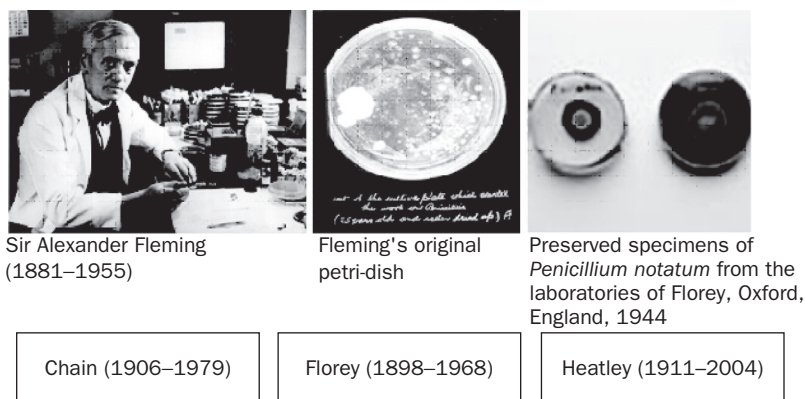 out of the culture plate which started
the work on Penicillin
(25 years old and rather dried up) A
Sir Alexander Fleming
(1881–1955)
Fleming's original
petri-dish
Preserved specimens of
Penicillium notatum from the
laboratories of Florey, Oxford,
England, 1944
Chain (1906–1979)
Florey (1898–1968)
Heatley (1911–2004)